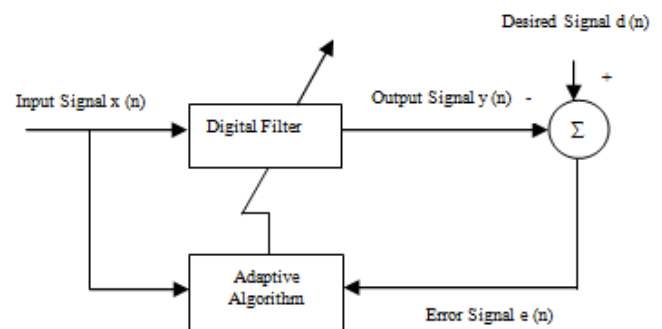 Desired Signal d (n)
Input Signal x (n)
Output Signal y (n)
-
+
Digital Filter
Σ
Adaptive
Algorithm
Error Signal e (n)